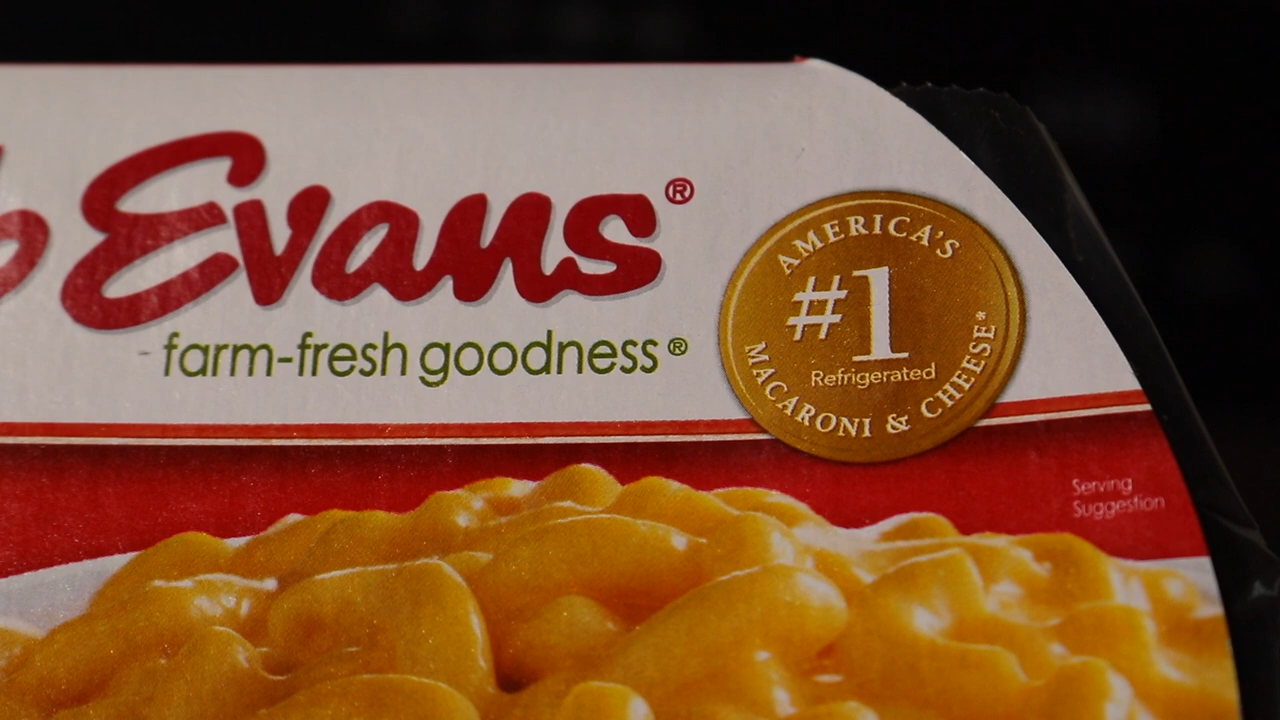 Evans®
farm-fresh goodness®
AMERICA'S
#1
Refrigerated
MACARONI & CHEESE*
Serving
Suggestion